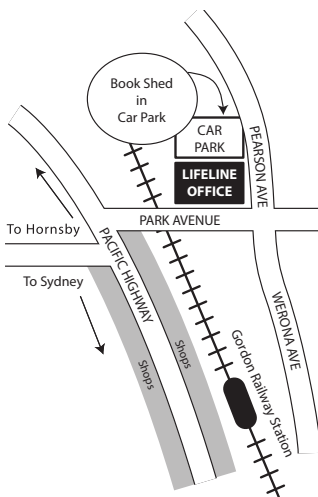 Book Shed
in
Car Park
CAR
PARK
LIFELINE
OFFICE
PEARSON AVE
PARK AVENUE
To Hornsby
PACIFIC HIGHWAY
To Sydney
WERONA AVE
Shops
Shops
Gordon Railway Station